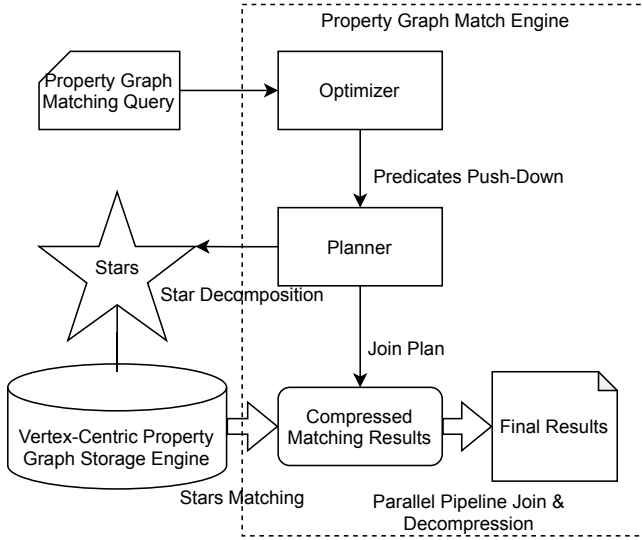 Property Graph Match Engine
Property Graph
Matching Query
Optimizer
Predicates Push-Down
Stars
Planner
Star Decomposition
Join Plan
Vertex-Centric Property
Graph Storage Engine
Compressed
Matching Results
Final Results
Stars Matching
Parallel Pipeline Join &
Decompression